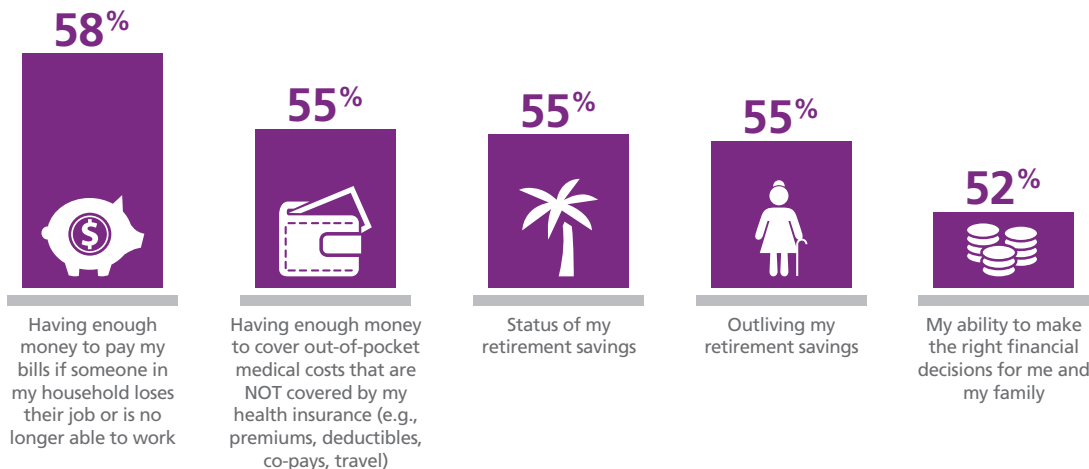 58%
55%
55%
55%
52%
$
Having enough
money to pay my
bills if someone in
my household loses
their job or is no
longer able to work
Having enough money
to cover out-of-pocket
medical costs that are
NOT covered by my
health insurance (e.g.,
premiums, deductibles,
co-pays, travel)
Status of my
retirement savings
Outliving my
retirement savings
My ability to make
the right financial
decisions for me and
my family